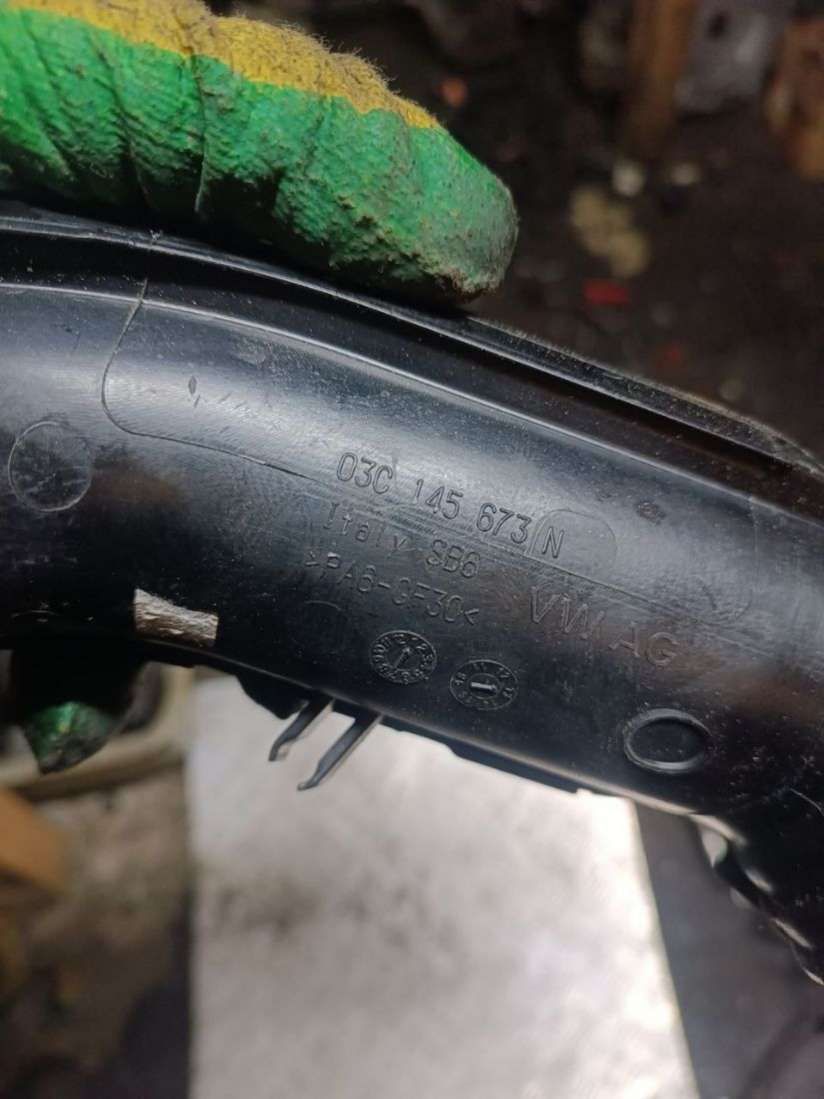 03C 145 673 N
Italy SB6
>PA6-GF30<
VW AG